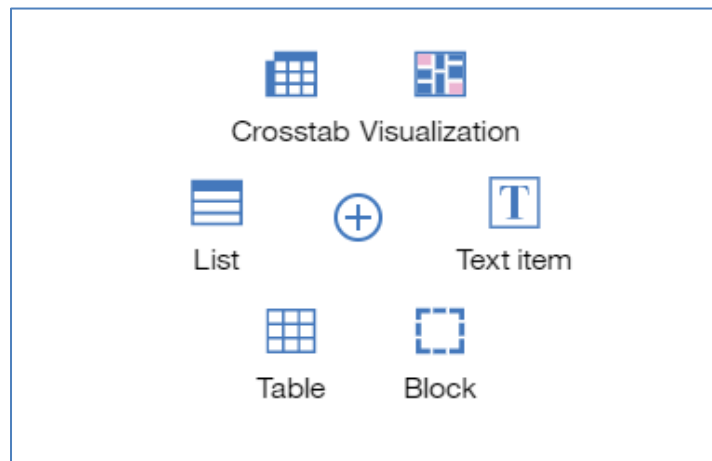 Crosstab Visualization
T
List
Text item
Table
Block